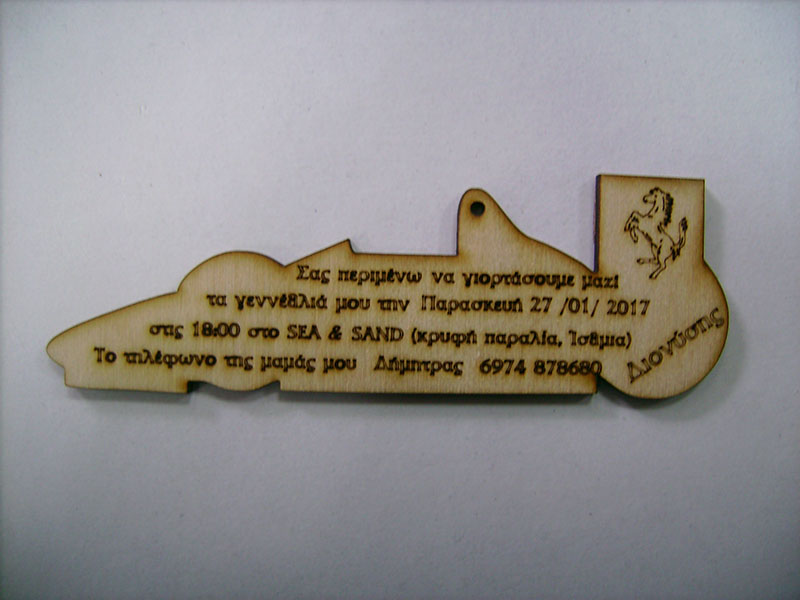 Σας περιμένω να γιορτάσουμε μαζί
τα γεννέθλιά μου την Παρασκευή 27 /01/ 2017
στις 18:00 στο SEA & SAND (κρυφή παραλία, Ίσθμια)
Το τηλέφωνο της μαμάς μου Δήμητρας 6974 878680
Διονύσης